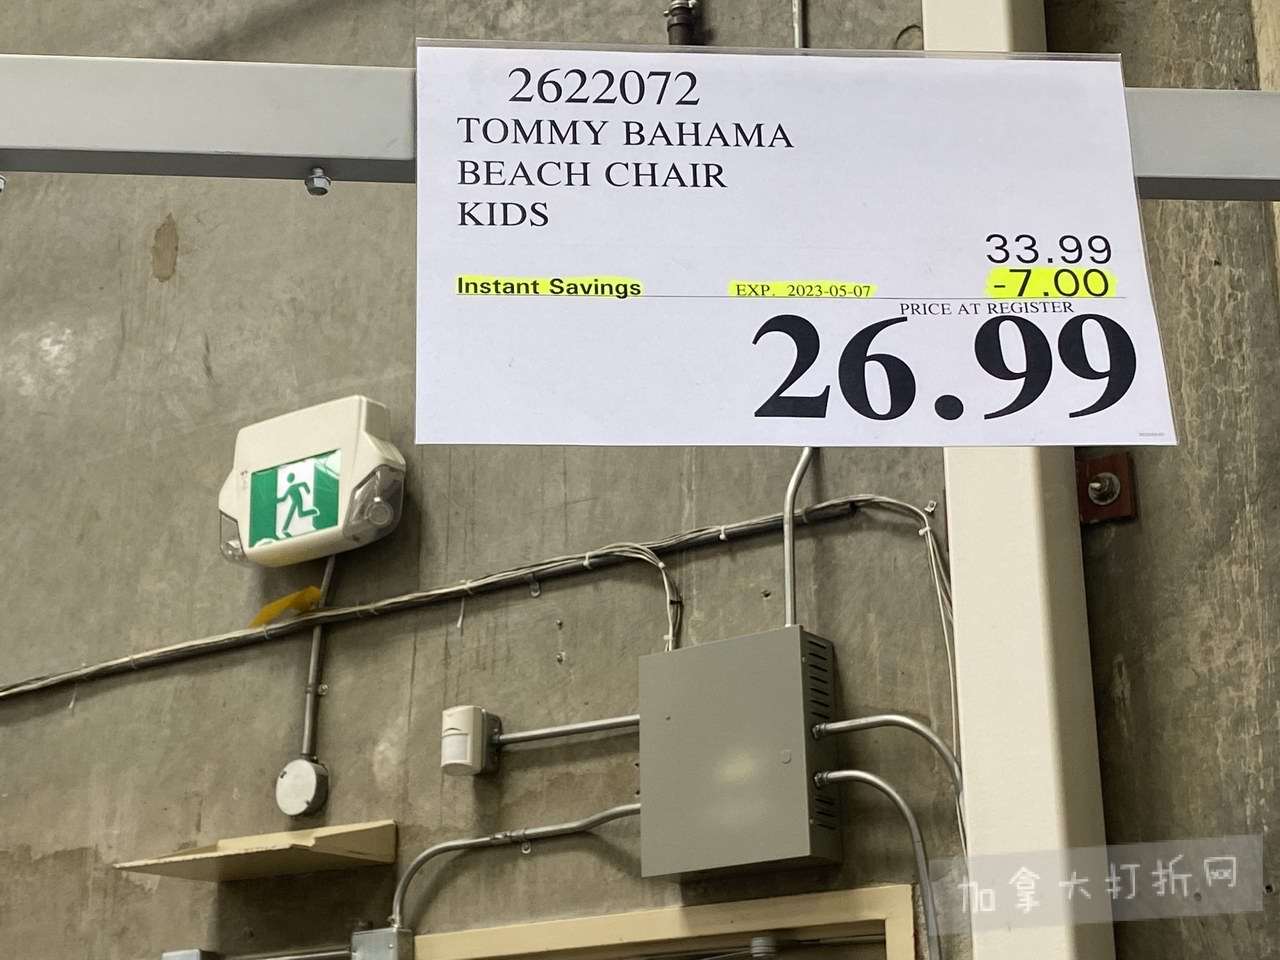 2622072
TOMMY BAHAMA
BEACH CHAIR
KIDS
33.99
Instant Savings EXP. 2023-05-07 -7.00
PRICE AT REGISTER
26.99
加拿大打折网